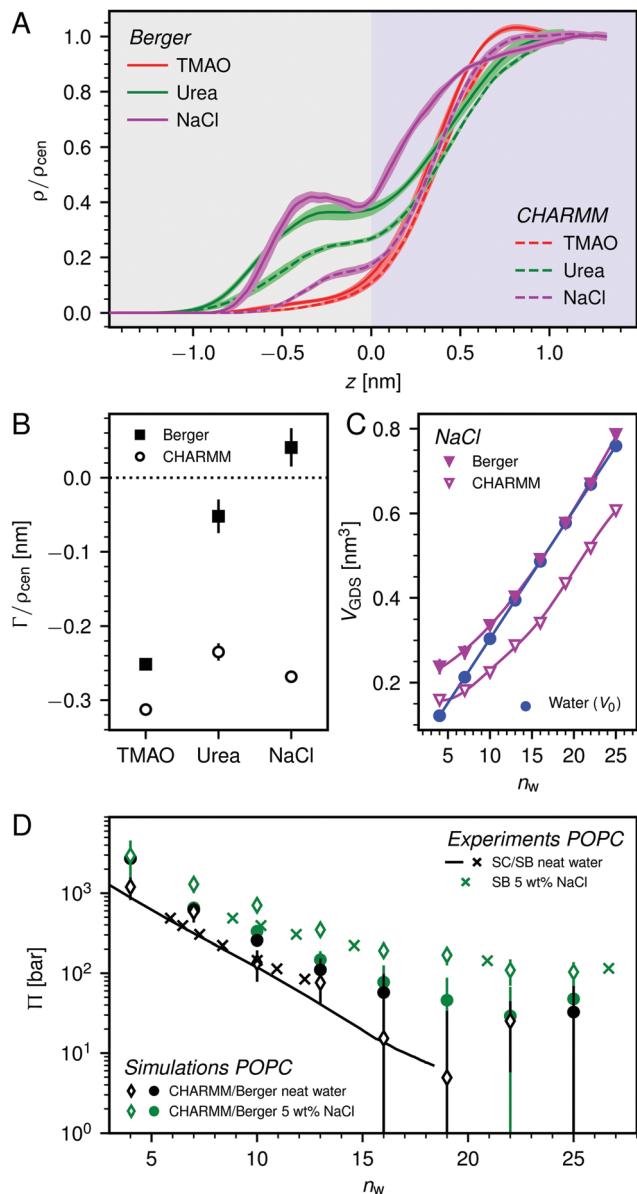 A
ρ/ρcen
1.0
0.8
0.6
0.4
0.2
0.0
Berger
TMAO
Urea
NaCl
CHARMM
TMAO
Urea
NaCl
−1.0
−0.5
0.0
0.5
1.0
z [nm]
B
Γ/ρcen [nm]
0.0
−0.1
−0.2
−0.3
Berger
CHARMM
TMAO
Urea
NaCl
C
VGDS [nm³]
0.8
0.6
0.4
0.2
NaCl
Berger
CHARMM
Water (V₀)
5
10
15
20
25
nw
D
Π [bar]
10³
10²
10¹
10⁰
Experiments POPC
SC/SB neat water
SB 5 wt% NaCl
Simulations POPC
CHARMM/Berger neat water
CHARMM/Berger 5 wt% NaCl
5
10
15
20
25
nw